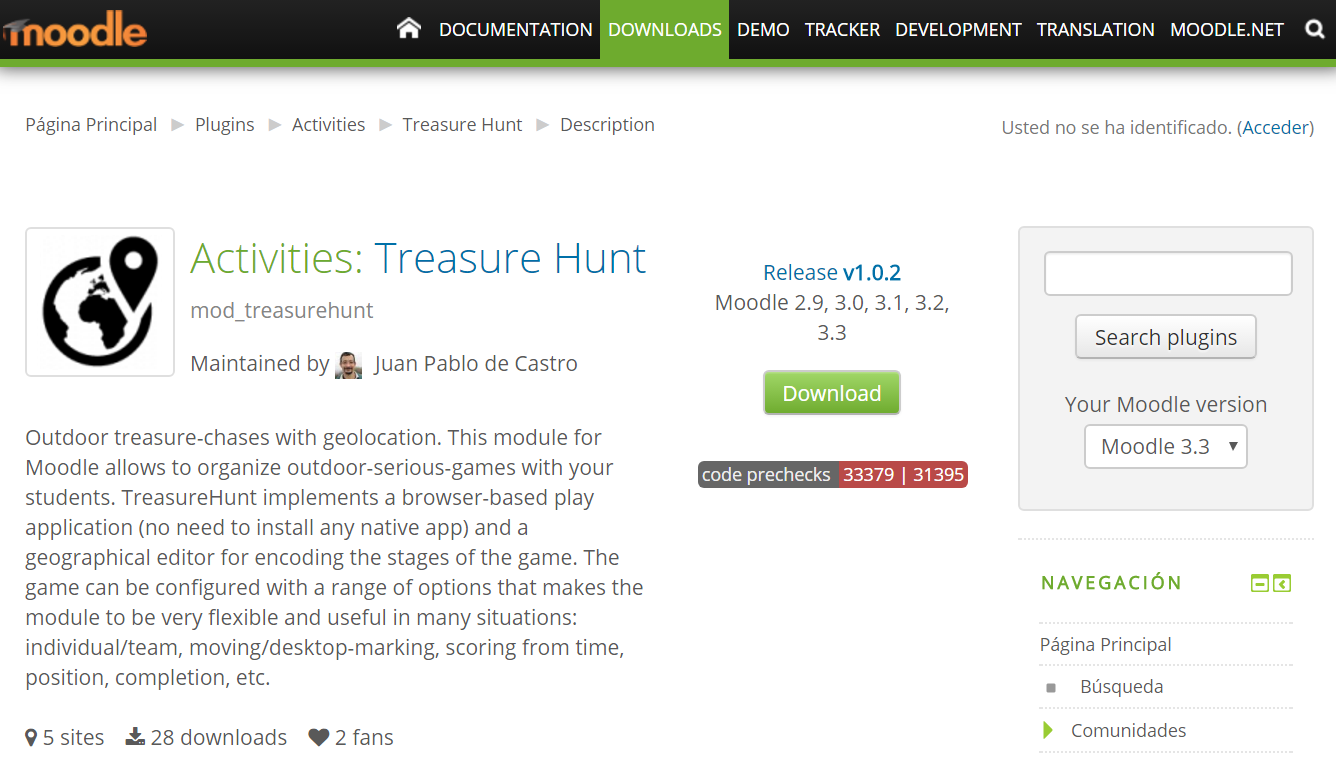 moodle
DOCUMENTATION DOWNLOADS DEMO TRACKER DEVELOPMENT TRANSLATION MOODLE.NET
Página Principal Plugins Activities Treasure Hunt Description
Usted no se ha identificado. (Acceder)
Activities: Treasure Hunt
mod_treasurehunt
Maintained by Juan Pablo de Castro
Outdoor treasure-chases with geolocation. This module for
Moodle allows to organize outdoor-serious-games with your
students. TreasureHunt implements a browser-based play
application (no need to install any native app) and a
geographical editor for encoding the stages of the game. The
game can be configured with a range of options that makes the
module to be very flexible and useful in many situations:
individual/team, moving/desktop-marking, scoring from time,
position, completion, etc.
5 sites 28 downloads 2 fans
Release v1.0.2
Moodle 2.9, 3.0, 3.1, 3.2,
3.3
Download
code prechecks 33379 | 31395
Search plugins
Your Moodle version
Moodle 3.3
NAVEGACIÓN
Página Principal
Búsqueda
Comunidades